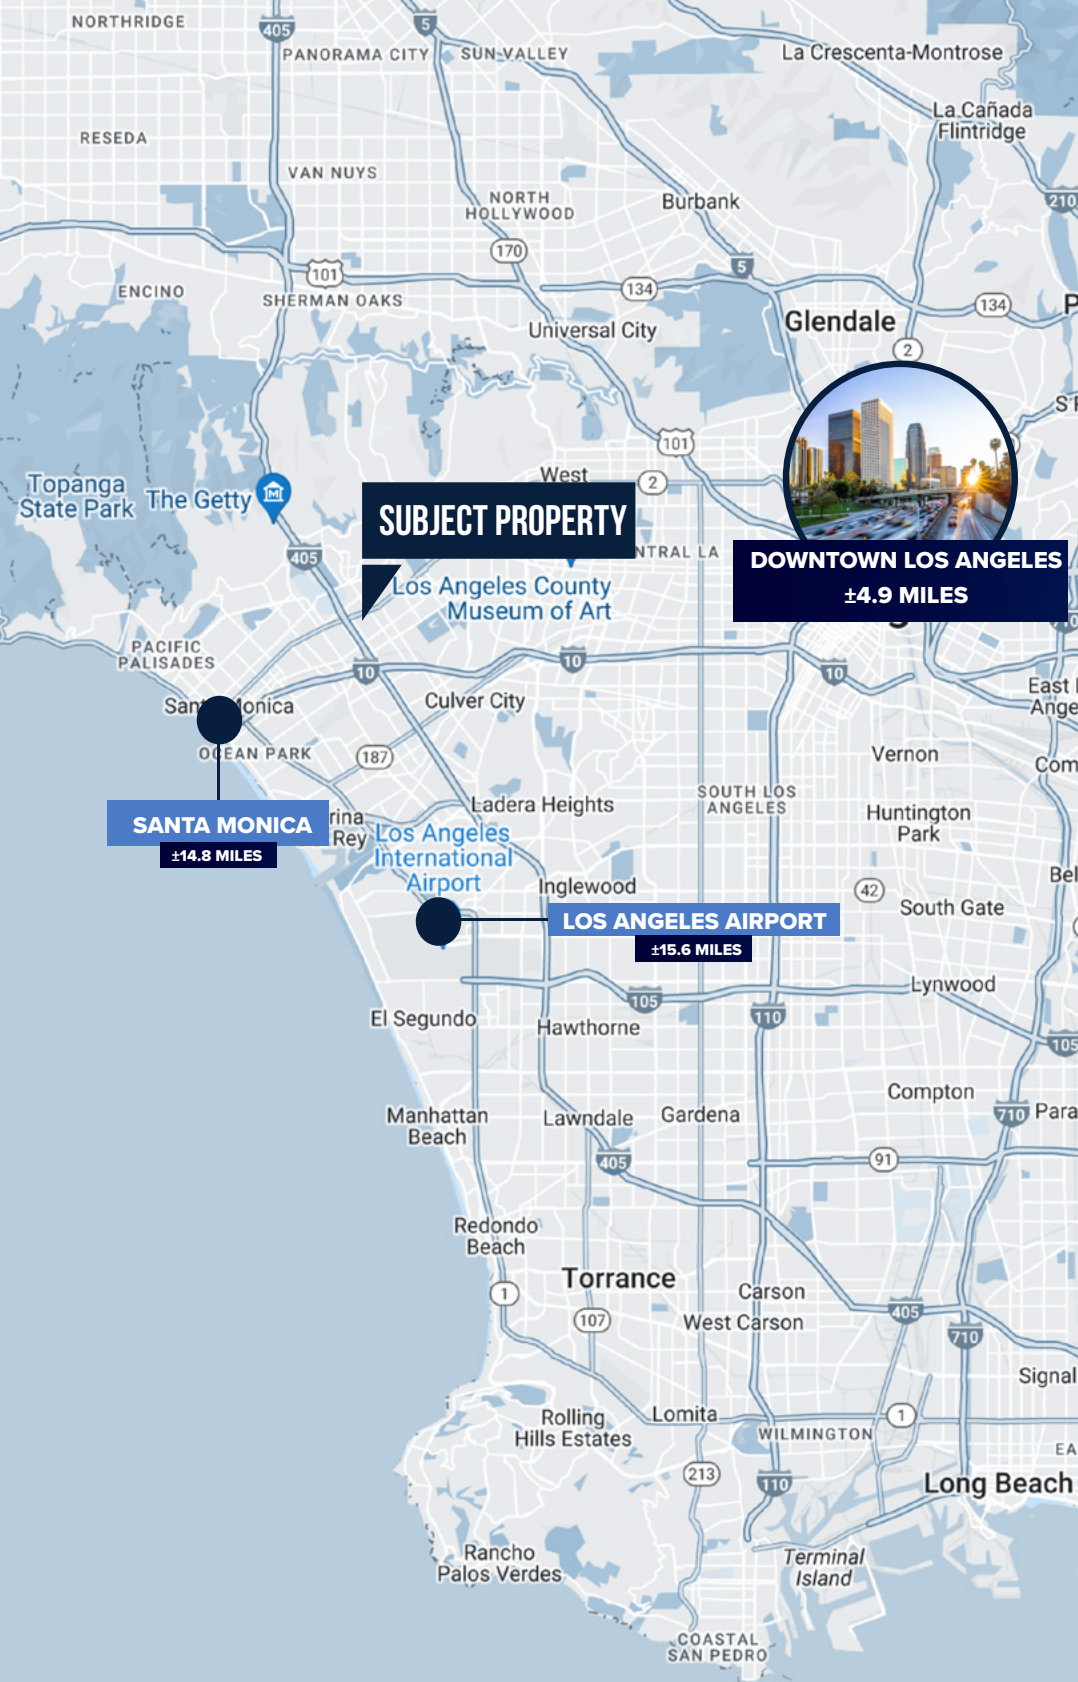 NORTHRIDGE
405
5
PANORAMA CITY
SUN VALLEY
La Crescenta-Montrose
La Cañada
Flintridge
RESEDA
VAN NUYS
NORTH
HOLLYWOOD
Burbank
210
170
5
101
134
134
ENCINO
SHERMAN OAKS
Universal City
Glendale
P
2
S
101
West
2
Topanga
State Park
The Getty
M
SUBJECT PROPERTY
NTRAL LA
405
DOWNTOWN LOS ANGELES
±4.9 MILES
Los Angeles County
Museum of Art
PACIFIC
PALISADES
10
10
10
East
Ange
Santa Monica
Culver City
OCEAN PARK
187
Vernon
Com
SOUTH LOS
ANGELES
Ladera Heights
Huntington
Park
SANTA MONICA
±14.8 MILES
rina
Rey
Los Angeles
International
Airport
Inglewood
42
Bel
South Gate
LOS ANGELES AIRPORT
±15.6 MILES
Lynwood
105
110
El Segundo
Hawthorne
105
Compton
Manhattan
Beach
Lawndale
Gardena
710
Para
405
91
Redondo
Beach
Torrance
1
Carson
107
West Carson
405
710
Signal
Rolling
Hills Estates
Lomita
1
WILMINGTON
EA
213
110
Long Beach
Rancho
Palos Verdes
Terminal
Island
COASTAL
SAN PEDRO